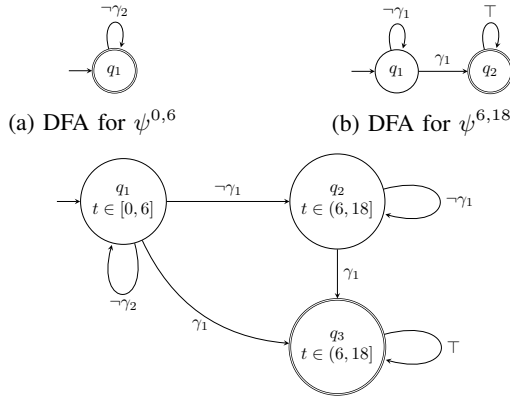 ¬γ₂
q₁
(a) DFA for ψ^{0,6}
¬γ₁
q₁
γ₁
⊤
q₂
(b) DFA for ψ^{6,18}
q₁
t ∈ [0, 6]
¬γ₂
¬γ₁
q₂
t ∈ (6, 18]
¬γ₁
γ₁
γ₁
q₃
t ∈ (6, 18]
⊤